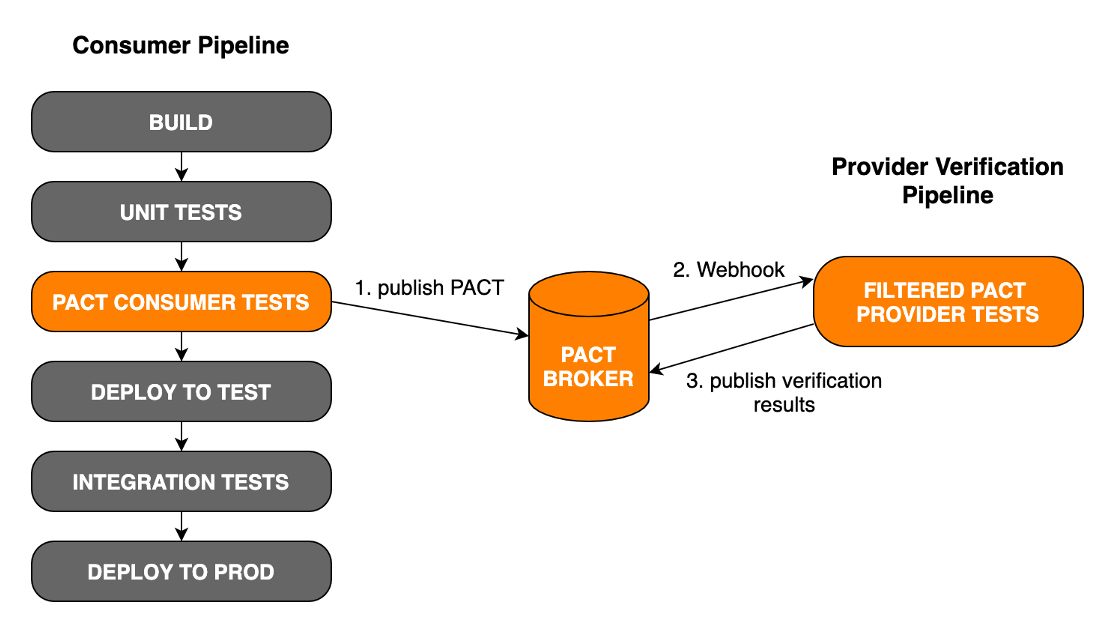 Consumer Pipeline
BUILD
UNIT TESTS
PACT CONSUMER TESTS
DEPLOY TO TEST
INTEGRATION TESTS
DEPLOY TO PROD
1. publish PACT
PACT
BROKER
2. Webhook
3. publish verification
results
Provider Verification
Pipeline
FILTERED PACT
PROVIDER TESTS